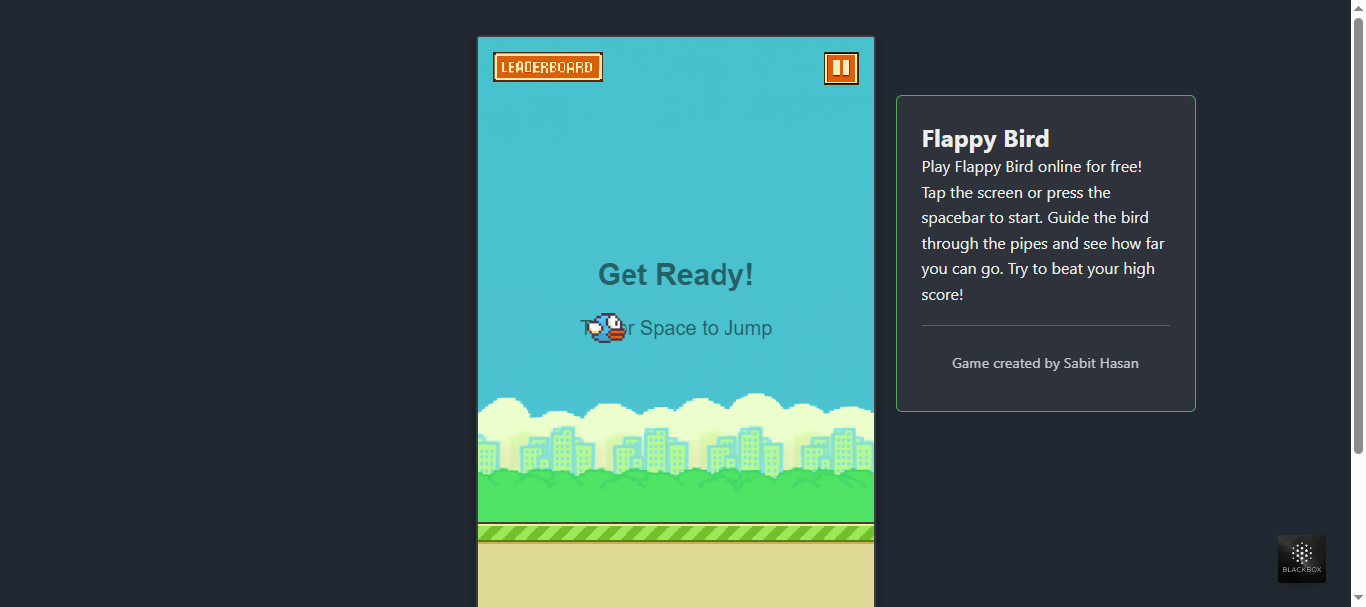 LEADERBOARD
Get Ready!
r Space to Jump
Flappy Bird
Play Flappy Bird online for free!
Tap the screen or press the
spacebar to start. Guide the bird
through the pipes and see how far
you can go. Try to beat your high
score!
Game created by Sabit Hasan
BLACKBOX